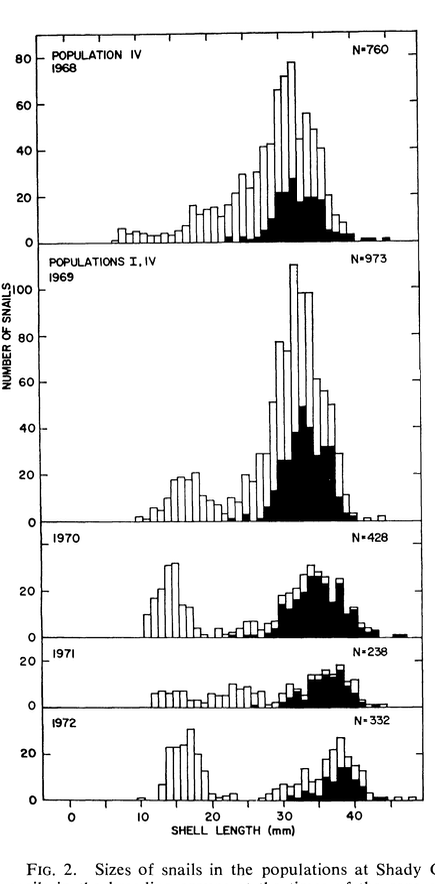 POPULATION IV N=760
1968
80
60
40
20
0
POPULATIONS I, IV N=973
1969
100
80
60
40
20
0
NUMBER OF SNAILS
1970 N=428
20
0
1971 N=238
20
0
1972 N=332
20
0
0 10 20 30 40
SHELL LENGTH (mm)
FIG. 2. Sizes of snails in the populations at Shady